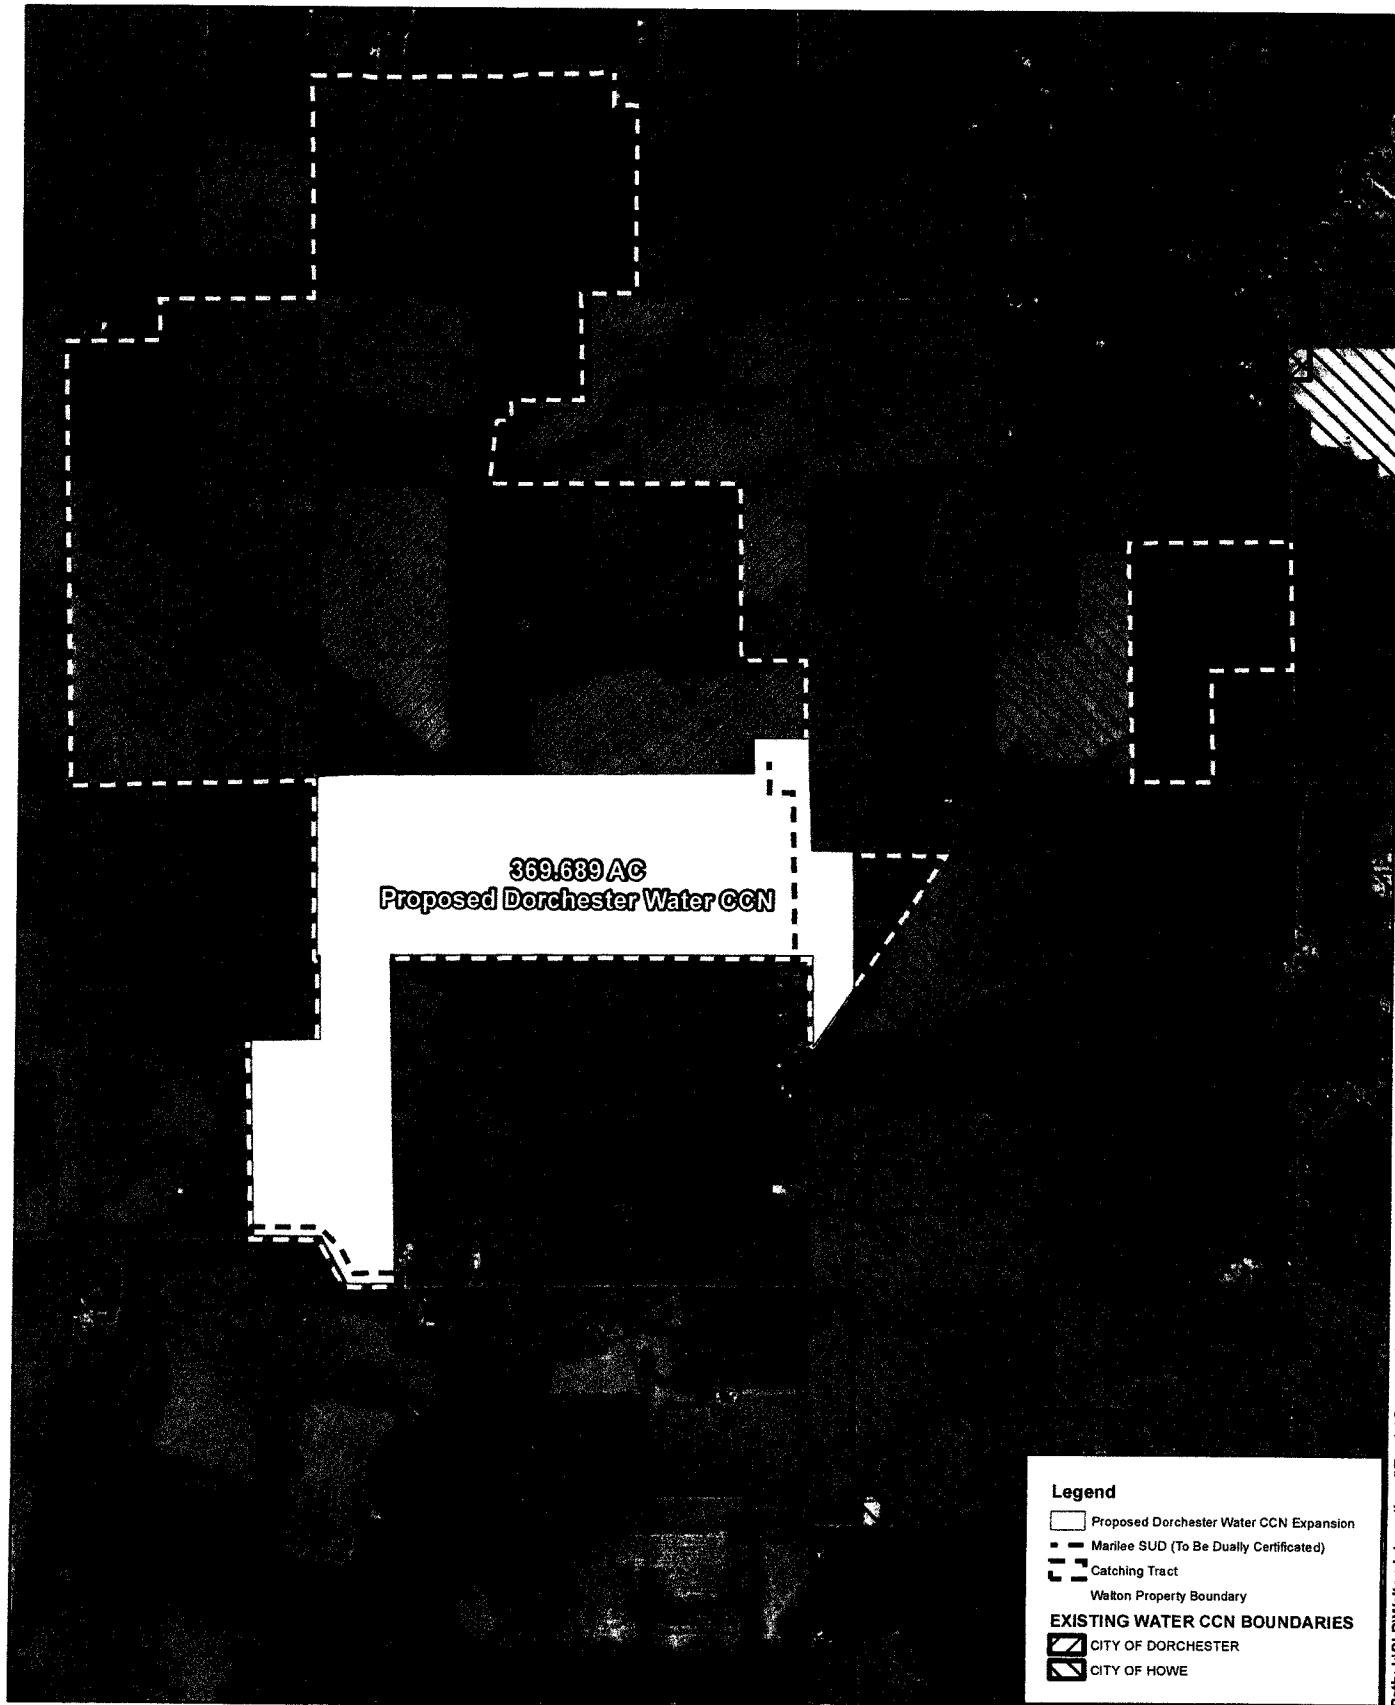 369.689 AC
Proposed Dorchester Water CCN
Legend
Proposed Dorchester Water CCN Expansion
Marilee SUD (To Be Dually Certificated)
Catching Tract
Walton Property Boundary
EXISTING WATER CCN BOUNDARIES
CITY OF DORCHESTER
CITY OF HOWE